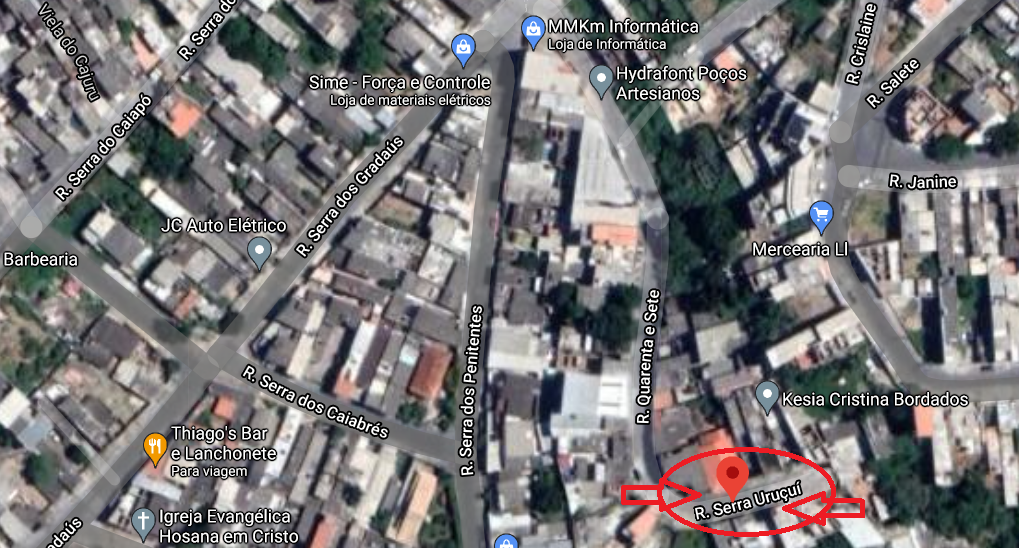 Viela do Cajuru
R. Serra do
MMKm Informática
Loja de Informática
R. Crislaine
Sime - Força e Controle
Loja de materiais elétricos
Hydrafont Poços
Artesianos
R. Salete
R. Serra do Caiapó
R. Serra dos Gradaús
R. Janine
JC Auto Elétrico
Mercearia Ll
Barbearia
R. Serra dos Penitentes
R. Quarenta e Sete
R. Serra dos Caiabrés
Kesia Cristina Bordados
Thiago's Bar
e Lanchonete
Para viagem
R. Serra Uruçuí
Igreja Evangélica
Hosana em Cristo
adaús